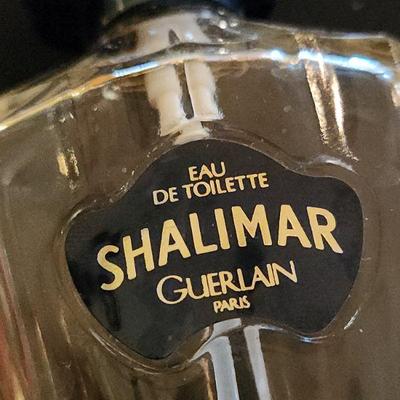 EAU
DE TOILETTE
SHALIMAR
GUERLAIN
PARIS